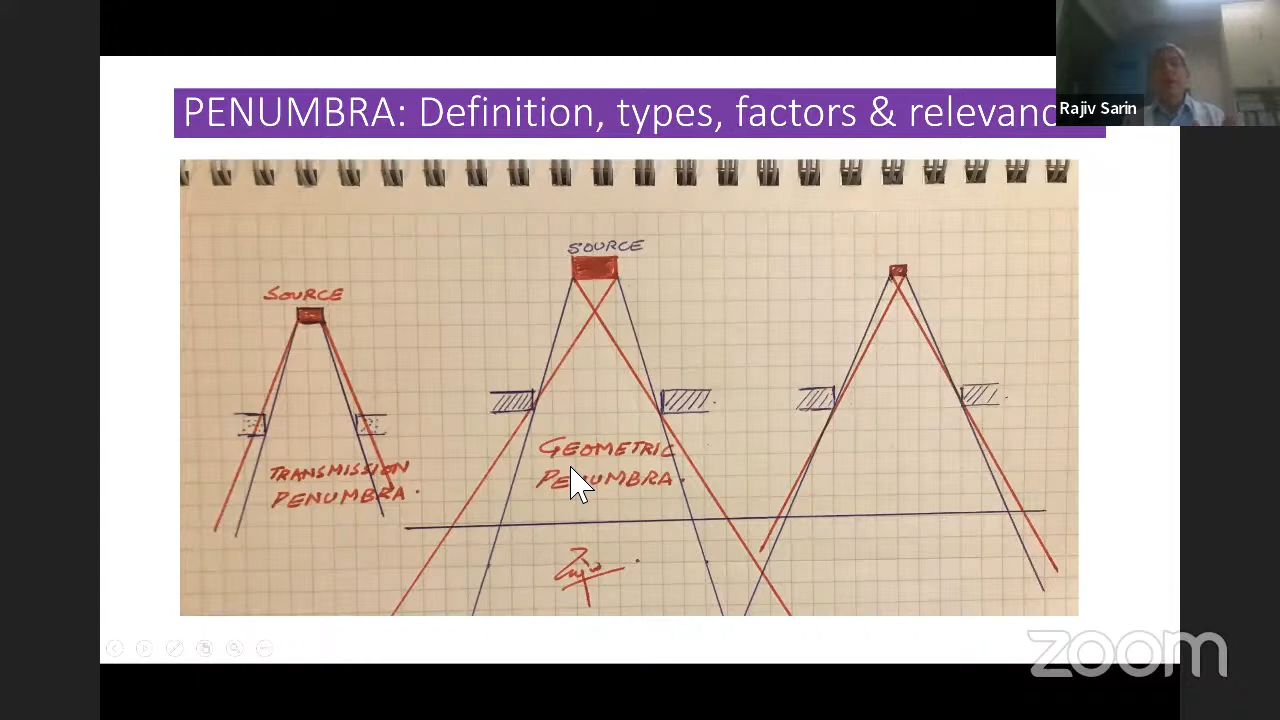 PENUMBRA: Definition, types, factors & relevanc
Rajiv Sarin
SOURCE
SOURCE
GEOMETRIC
PENUMBRA.
TRANSMISSION
PENUMBRA.
zoom